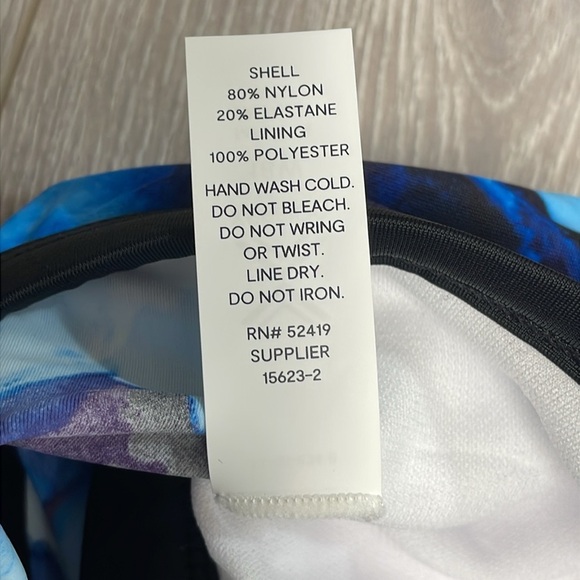 SHELL
80% NYLON
20% ELASTANE
LINING
100% POLYESTER
HAND WASH COLD.
DO NOT BLEACH.
DO NOT WRING
OR TWIST.
LINE DRY.
DO NOT IRON.
RN# 52419
SUPPLIER
15623-2